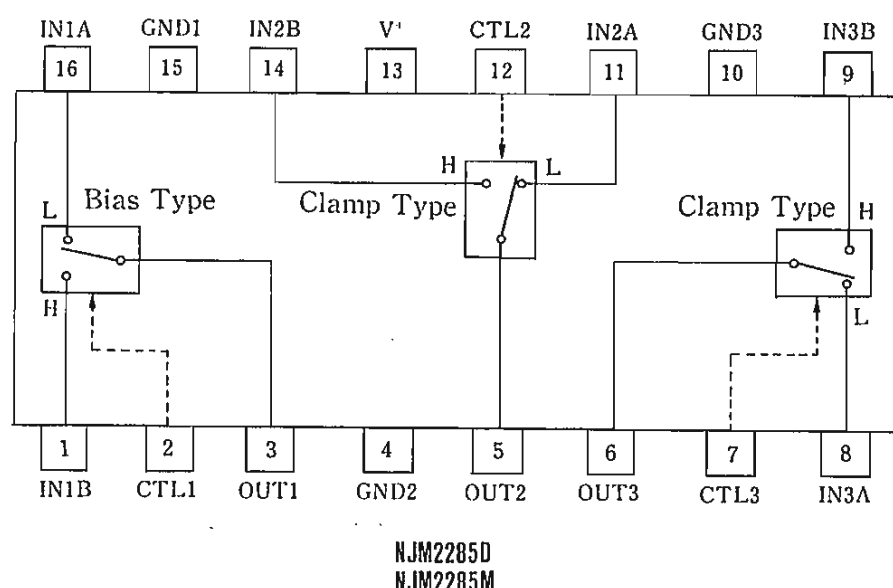 IN1A GND1 IN2B V+ CTL2 IN2A GND3 IN3B
16 15 14 13 12 11 10 9
H L
Bias Type Clamp Type Clamp Type
L H
H L
1 2 3 4 5 6 7 8
IN1B CTL1 OUT1 GND2 OUT2 OUT3 CTL3 IN3A
NJM2285D
NJM2285M